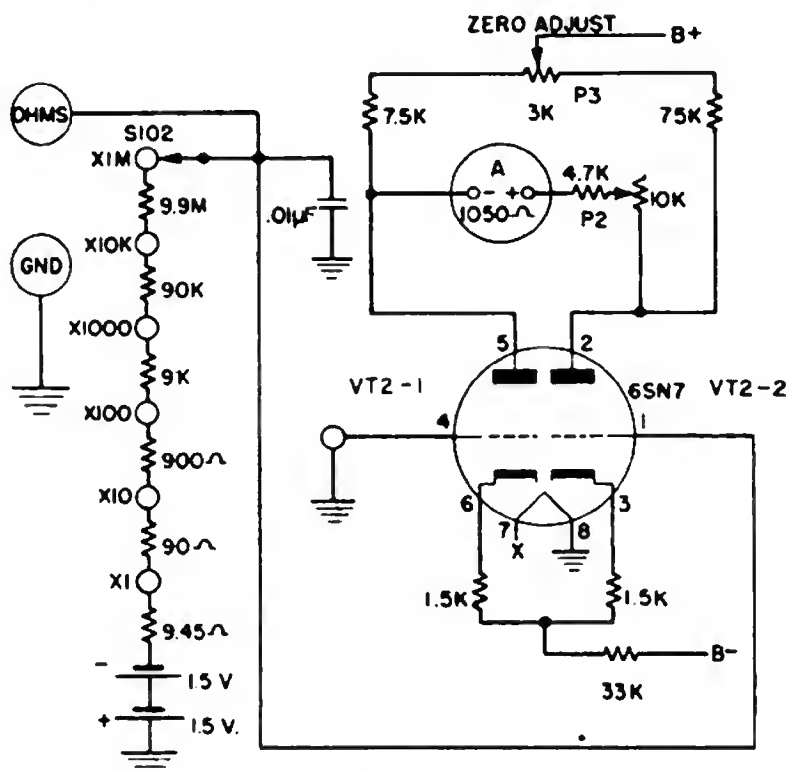 ZERO ADJUST
B+
OHMS
S102
X1M
7.5K
3K
P3
75K
9.9M
.01µF
A
- +
1050Ω
4.7K
P2
10K
X10K
GND
90K
X1000
9K
5
2
VT2-1
6SN7
VT2-2
X100
4
1
900Ω
X10
6
7
8
3
X
90Ω
X1
1.5K
1.5K
9.45Ω
B-
33K
-
1.5 V
+
1.5 V.